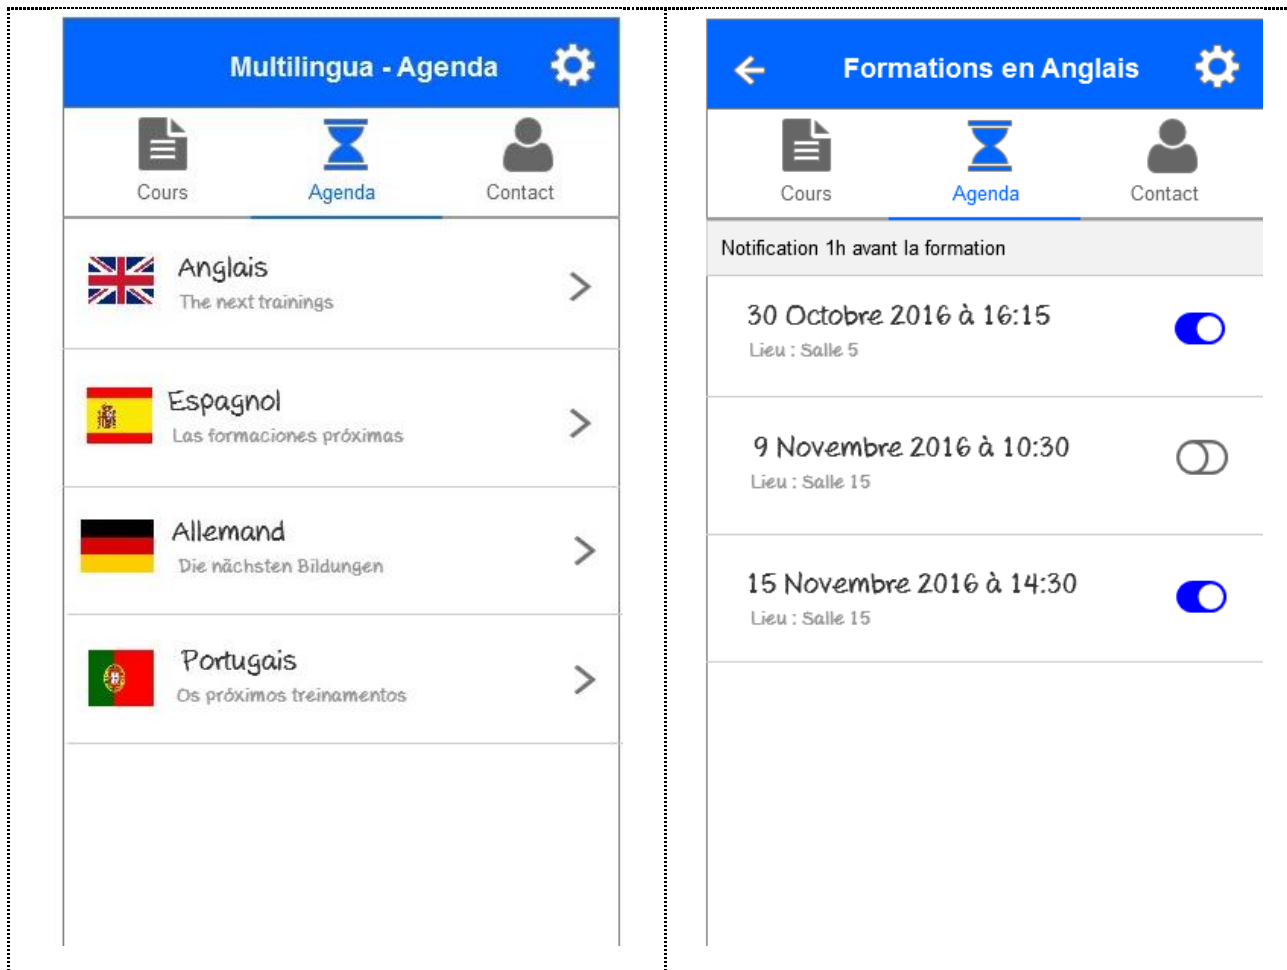 Multilingua - Agenda
Cours
Agenda
Contact
Anglais
The next trainings
Espagnol
Las formaciones próximas
Allemand
Die nächsten Bildungen
Portugais
Os próximos treinamentos
Formations en Anglais
Cours
Agenda
Contact
Notification 1h avant la formation
30 Octobre 2016 à 16:15
Lieu : Salle 5
9 Novembre 2016 à 10:30
Lieu : Salle 15
15 Novembre 2016 à 14:30
Lieu : Salle 15